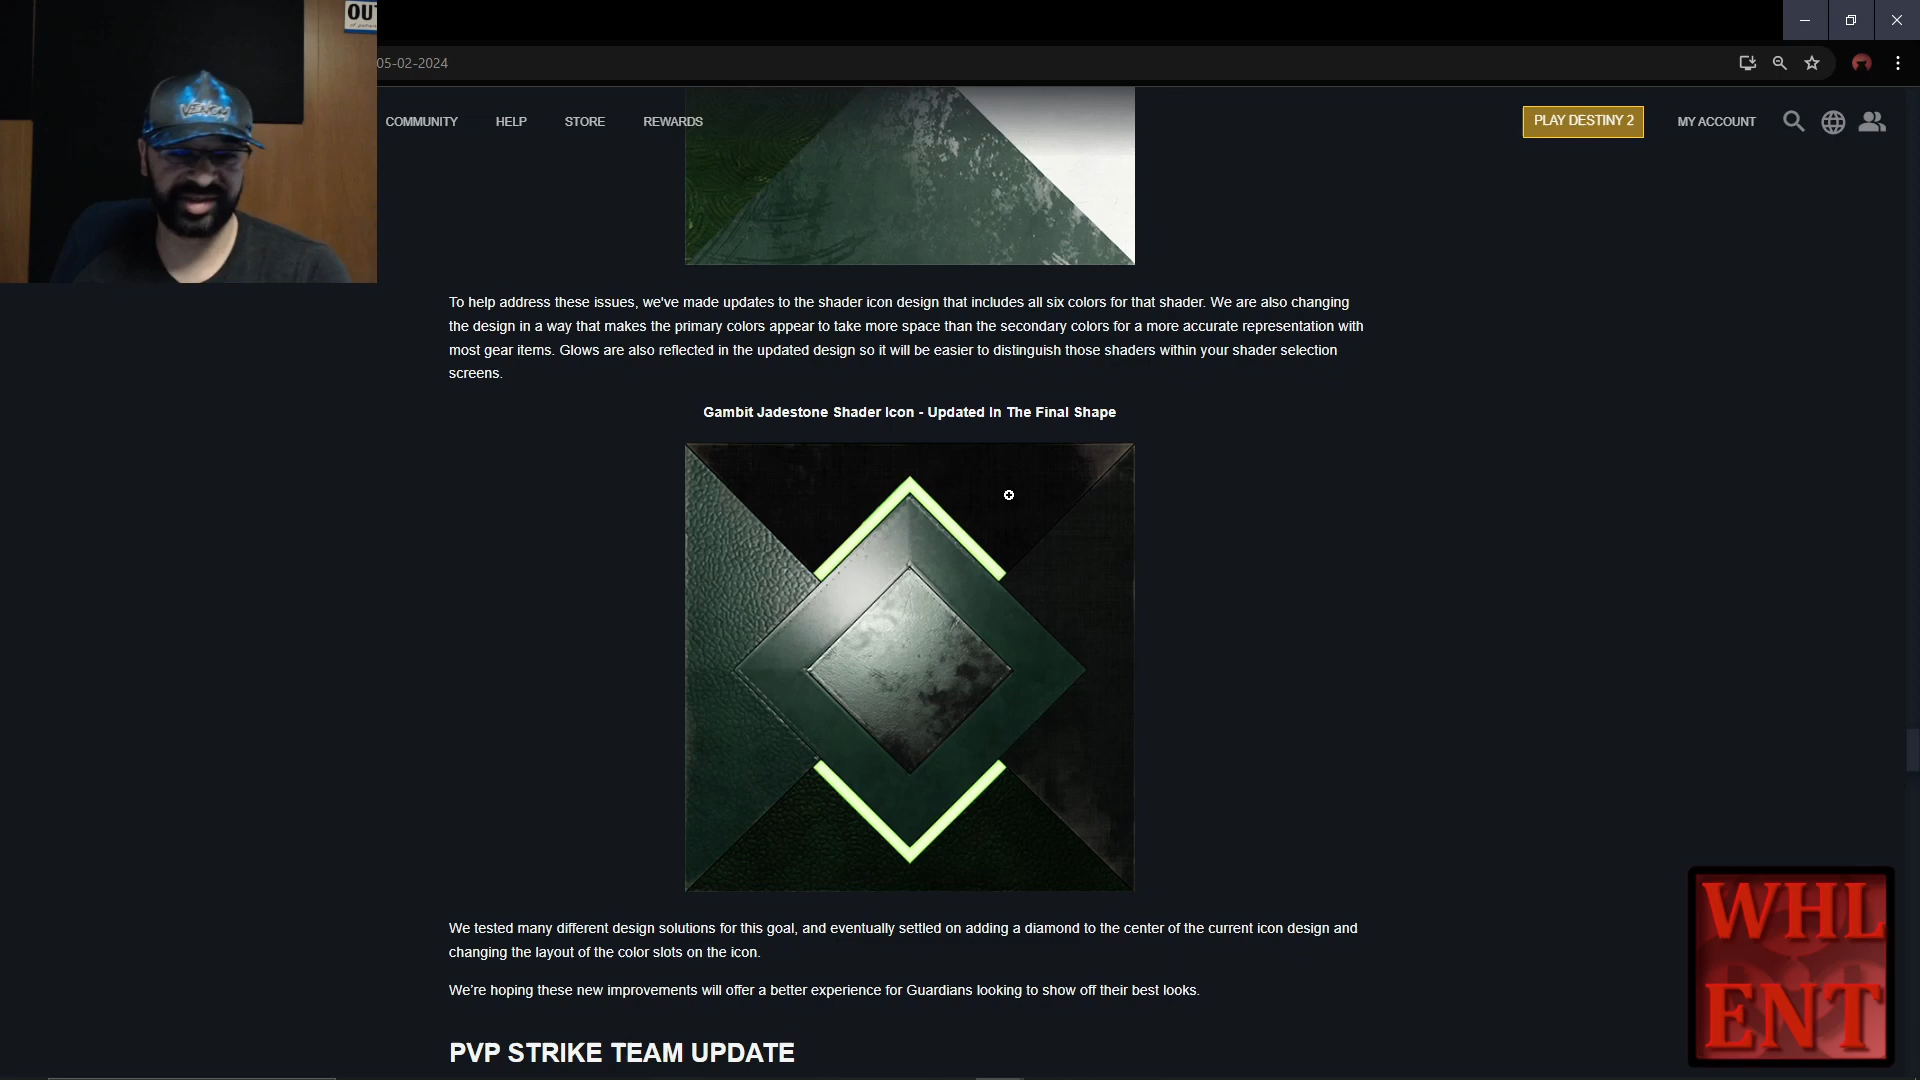 OU
VENOM
05-02-2024
COMMUNITY HELP STORE REWARDS
PLAY DESTINY 2 MY ACCOUNT
To help address these issues, we've made updates to the shader icon design that includes all six colors for that shader. We are also changing
the design in a way that makes the primary colors appear to take more space than the secondary colors for a more accurate representation with
most gear items. Glows are also reflected in the updated design so it will be easier to distinguish those shaders within your shader selection
screens.
Gambit Jadestone Shader Icon - Updated In The Final Shape
We tested many different design solutions for this goal, and eventually settled on adding a diamond to the center of the current icon design and
changing the layout of the color slots on the icon.
We're hoping these new improvements will offer a better experience for Guardians looking to show off their best looks.
PVP STRIKE TEAM UPDATE
WHL
ENT